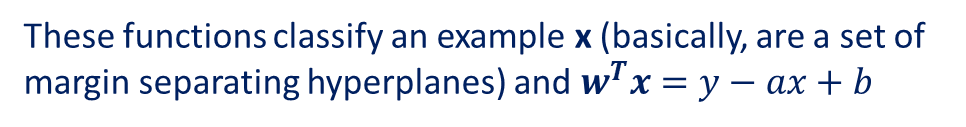 These functions classify an example x (basically, are a set of
margin separating hyperplanes) and wᵀx = y − ax + b